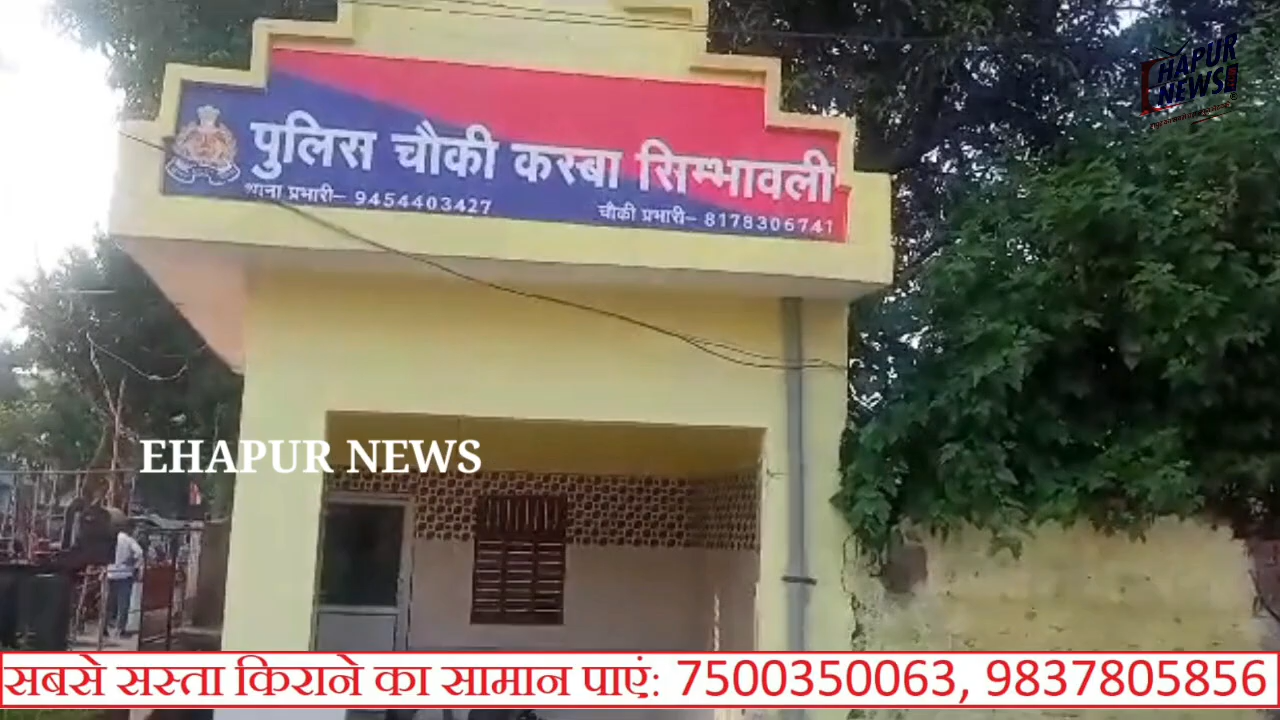 HAPUR
NEWS
पुलिस चौकी कस्बा सिम्भावली
थाना प्रभारी– 9454403427
चौकी प्रभारी– 8178306741
EHAPUR NEWS
सबसे सस्ता किराने का सामान पाएं: 7500350063, 9837805856